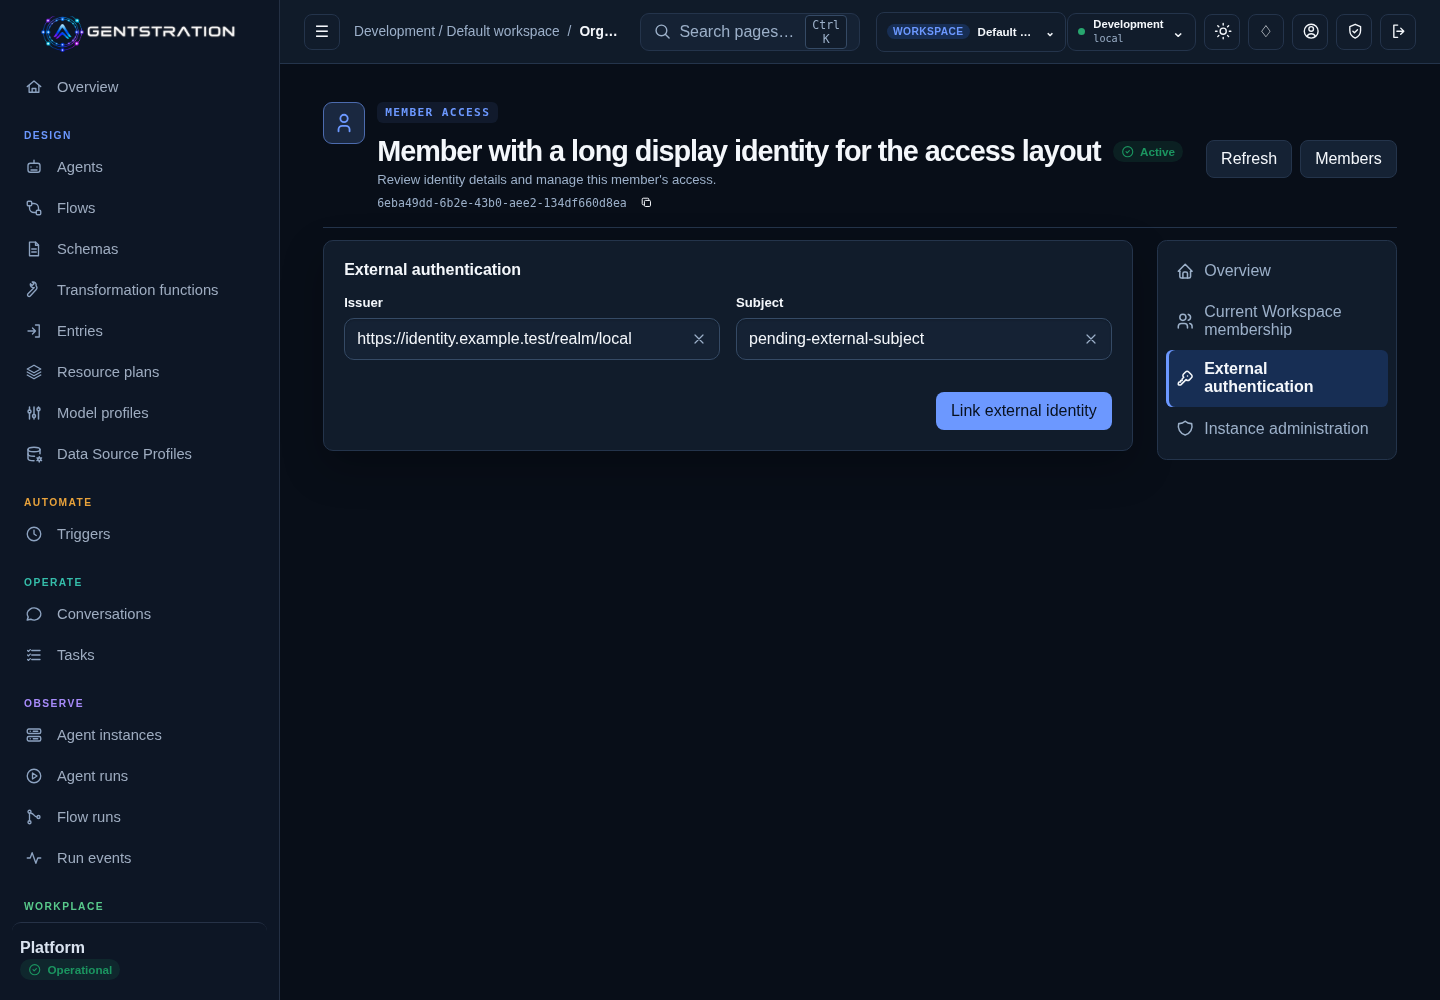 GENTSTRATION
Overview
DESIGN
Agents
Flows
Schemas
Transformation functions
Entries
Resource plans
Model profiles
Data Source Profiles
AUTOMATE
Triggers
OPERATE
Conversations
Tasks
OBSERVE
Agent instances
Agent runs
Flow runs
Run events
WORKPLACE
Platform
Operational
Development / Default workspace / Org…
Search pages…
Ctrl
K
WORKSPACE Default …
Development
local
MEMBER ACCESS
Member with a long display identity for the access layout
Active
Review identity details and manage this member's access.
6eba49dd-6b2e-43b0-aee2-134df660d8ea
Refresh
Members
External authentication
Issuer
https://identity.example.test/realm/local
Subject
pending-external-subject
Link external identity
Overview
Current Workspace
membership
External
authentication
Instance administration